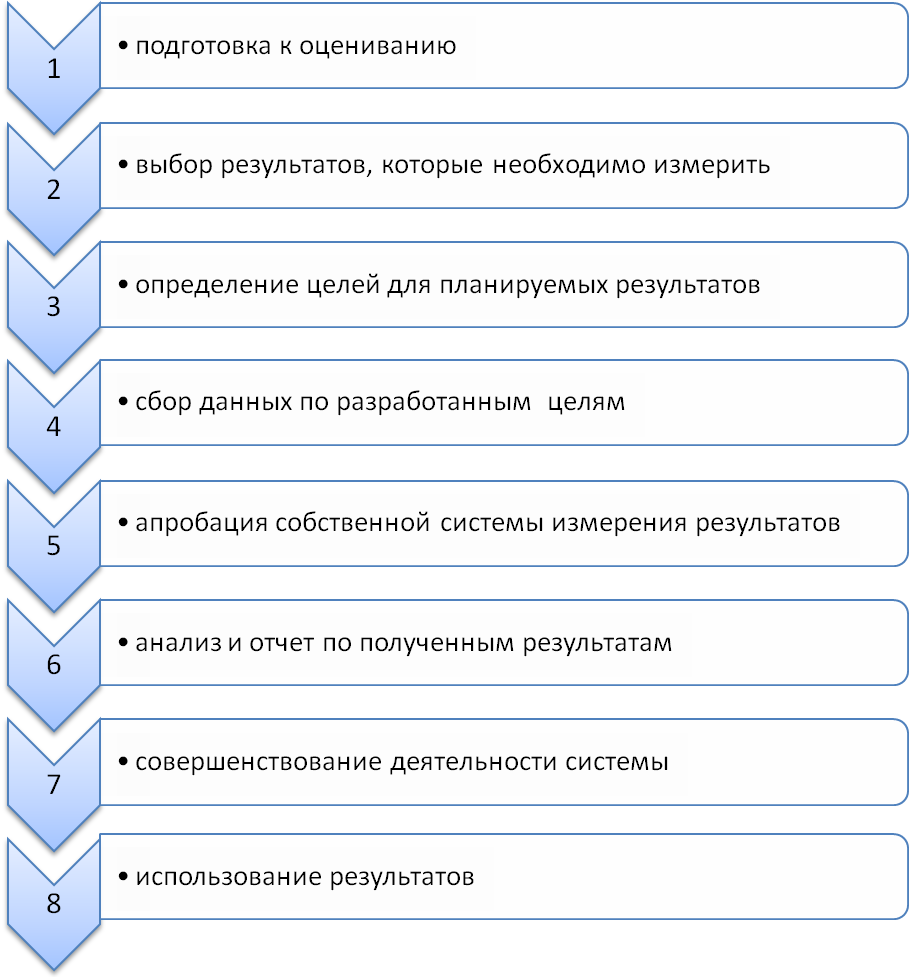 1
• подготовка к оцениванию
2
• выбор результатов, которые необходимо измерить
3
• определение целей для планируемых результатов
4
• сбор данных по разработанным  целям
5
• апробация собственной системы измерения результатов
6
• анализ и отчет по полученным результатам
7
• совершенствование деятельности системы
8
• использование результатов